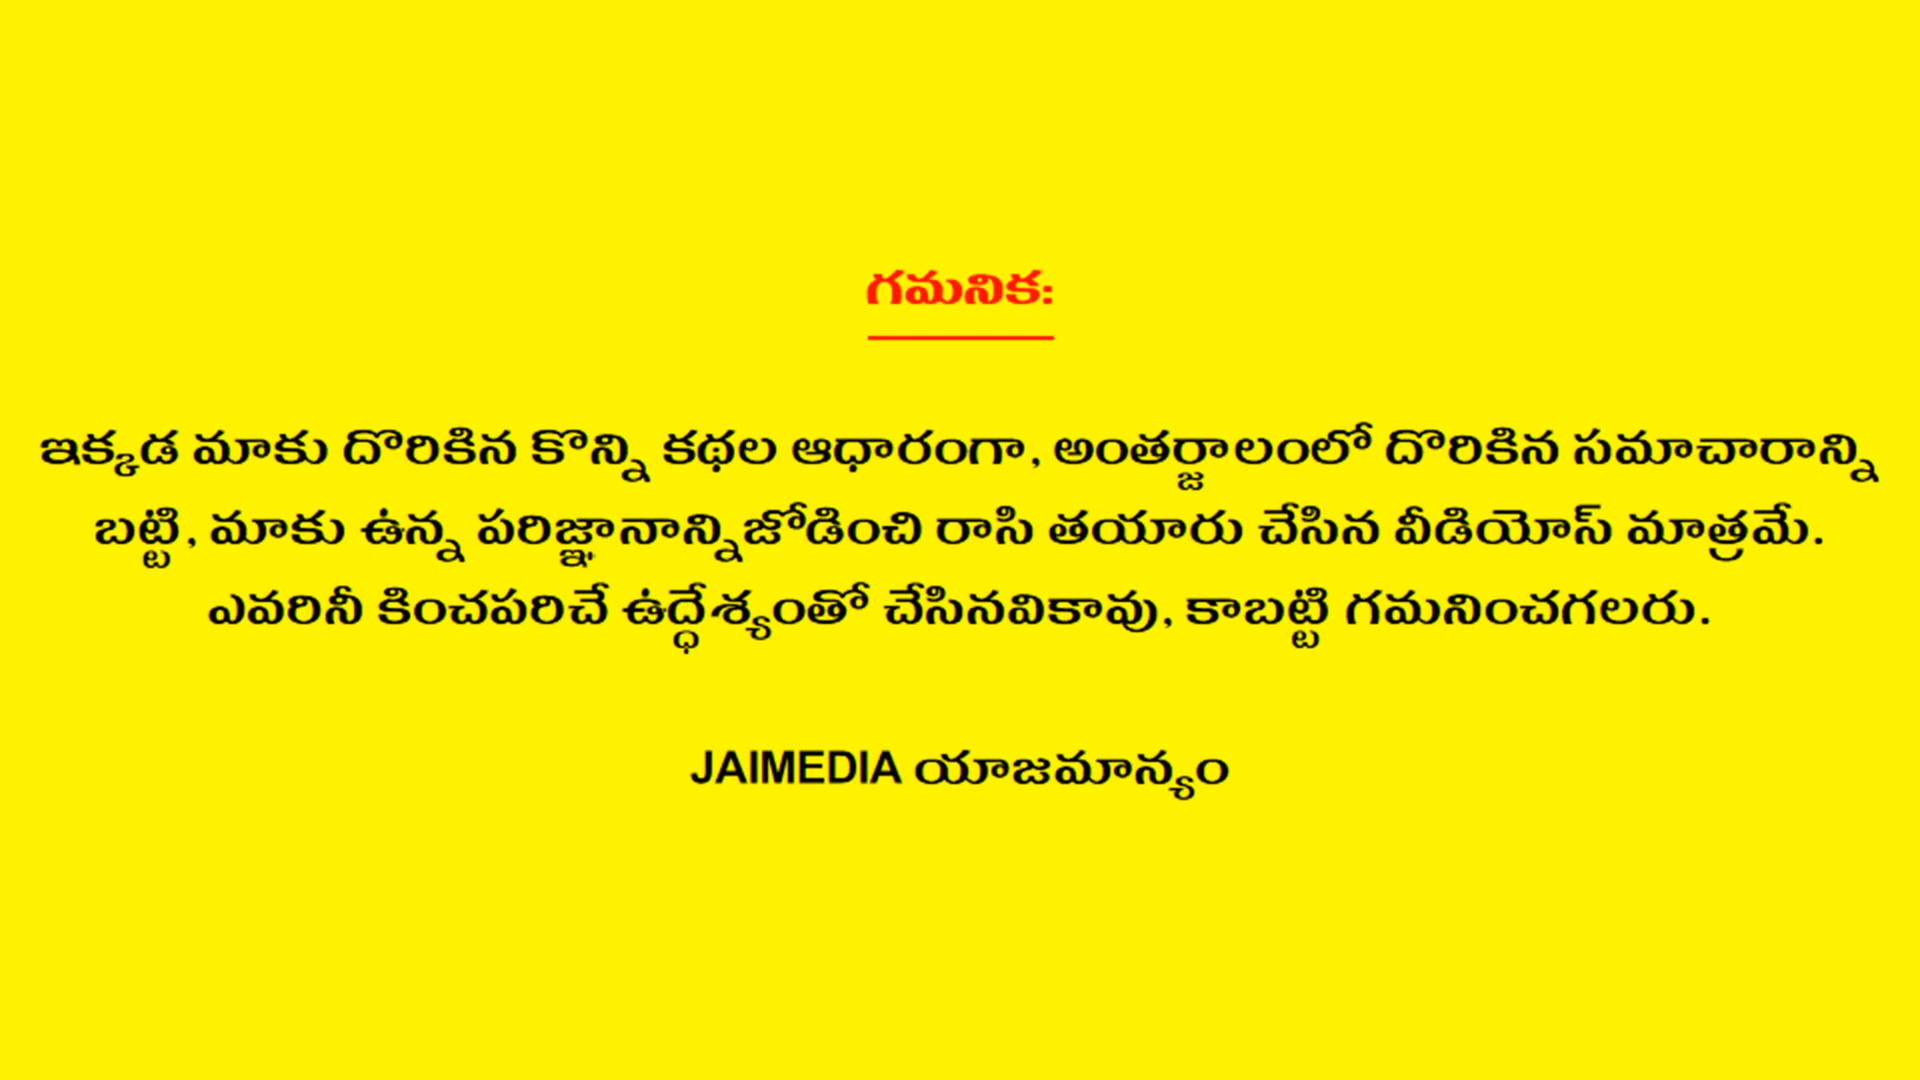 గమనిక:
ఇక్కడ మాకు దొరికిన కొన్ని కథల ఆధారంగా, అంతర్జాలంలో దొరికిన సమాచారాన్ని
బట్టి, మాకు ఉన్న పరిజ్ఞానాన్నిజోడించి రాసి తయారు చేసిన వీడియోస్ మాత్రమే.
ఎవరినీ కించపరిచే ఉద్ధేశ్యంతో చేసినవికావు, కాబట్టి గమనించగలరు.
JAIMEDIA యాజమాన్యం